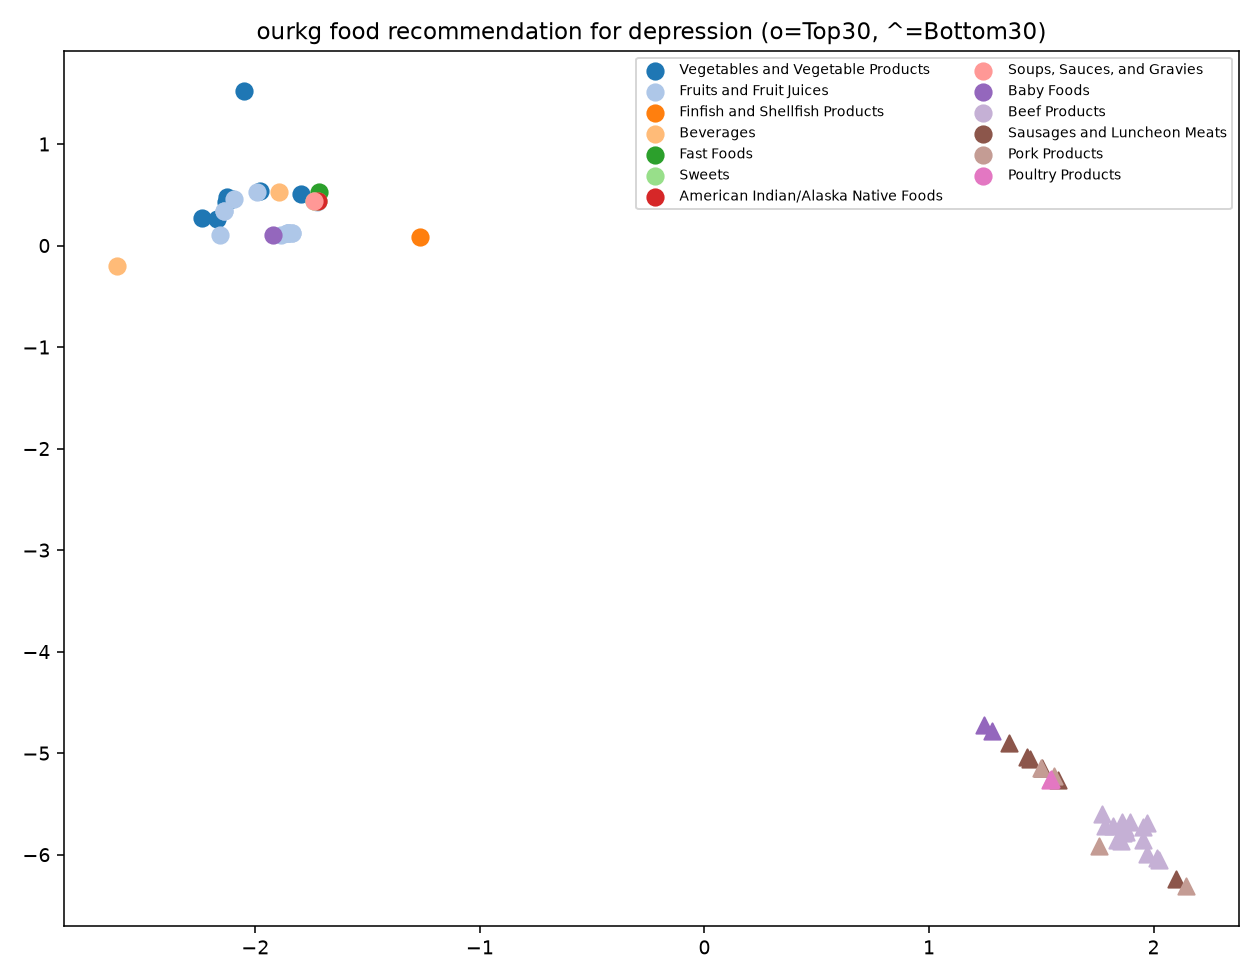 ourkg food recommendation for depression (o=Top30, ^=Bottom30)
Vegetables and Vegetable Products
Fruits and Fruit Juices
Finfish and Shellfish Products
Beverages
Fast Foods
Sweets
American Indian/Alaska Native Foods
Soups, Sauces, and Gravies
Baby Foods
Beef Products
Sausages and Luncheon Meats
Pork Products
Poultry Products
1
0
−1
−2
−3
−4
−5
−6
−2
−1
0
1
2